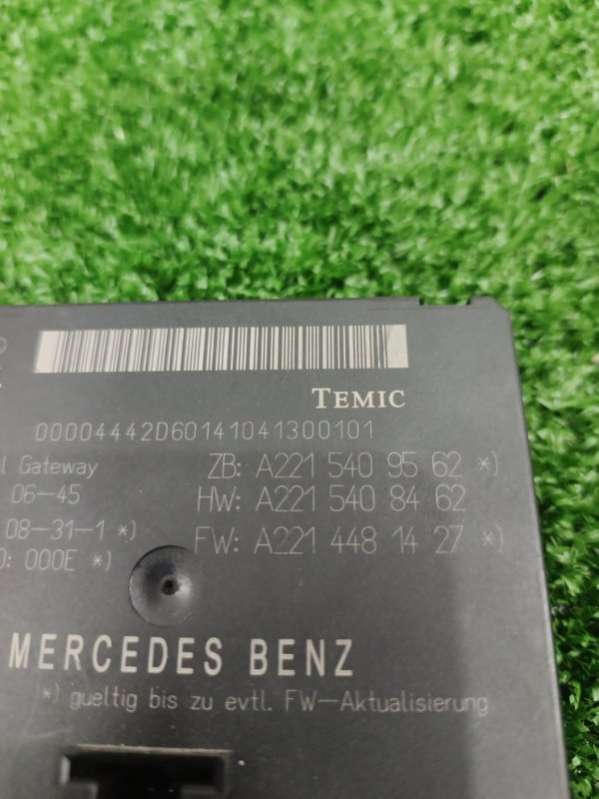 TEMIC
00004442D60141041300101
l Gateway ZB: A221 540 95 62 *)
06-45 HW: A221 540 84 62
08-31-1 *) FW: A221 448 14 27 *)
: 000E *)
MERCEDES BENZ
*) gueltig bis zu evtl. FW-Aktualisierung